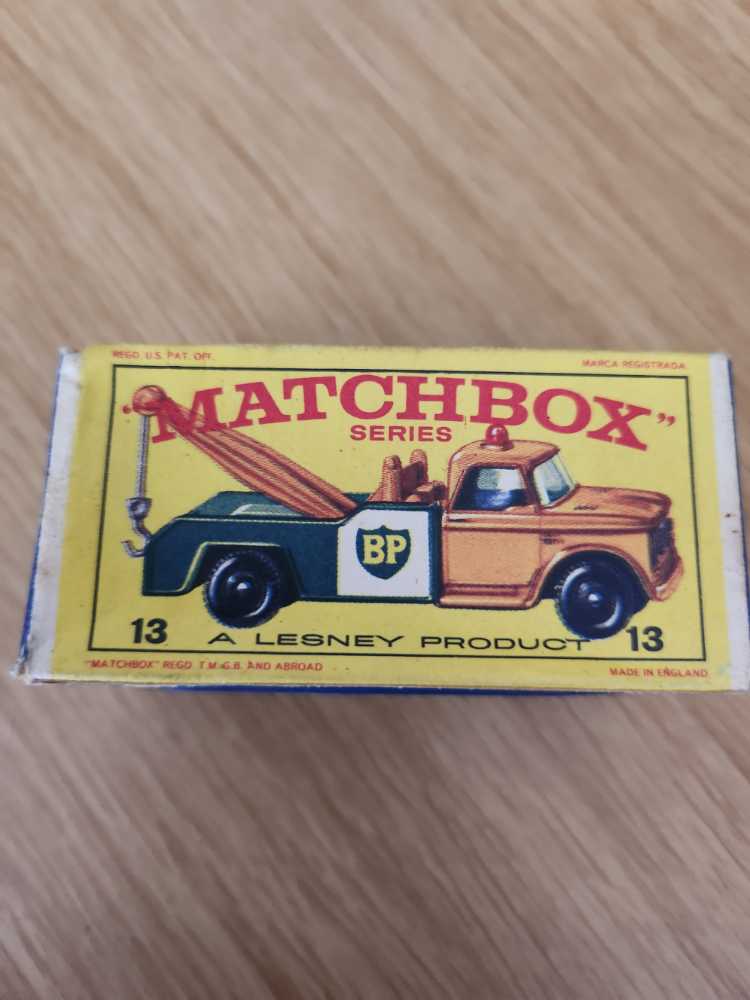 REGD. U.S. PAT. OFF. MARCA REGISTRADA
"MATCHBOX"
SERIES
BP
13 A LESNEY PRODUCT 13
"MATCHBOX" REGD. T.M. G.B. AND ABROAD MADE IN ENGLAND